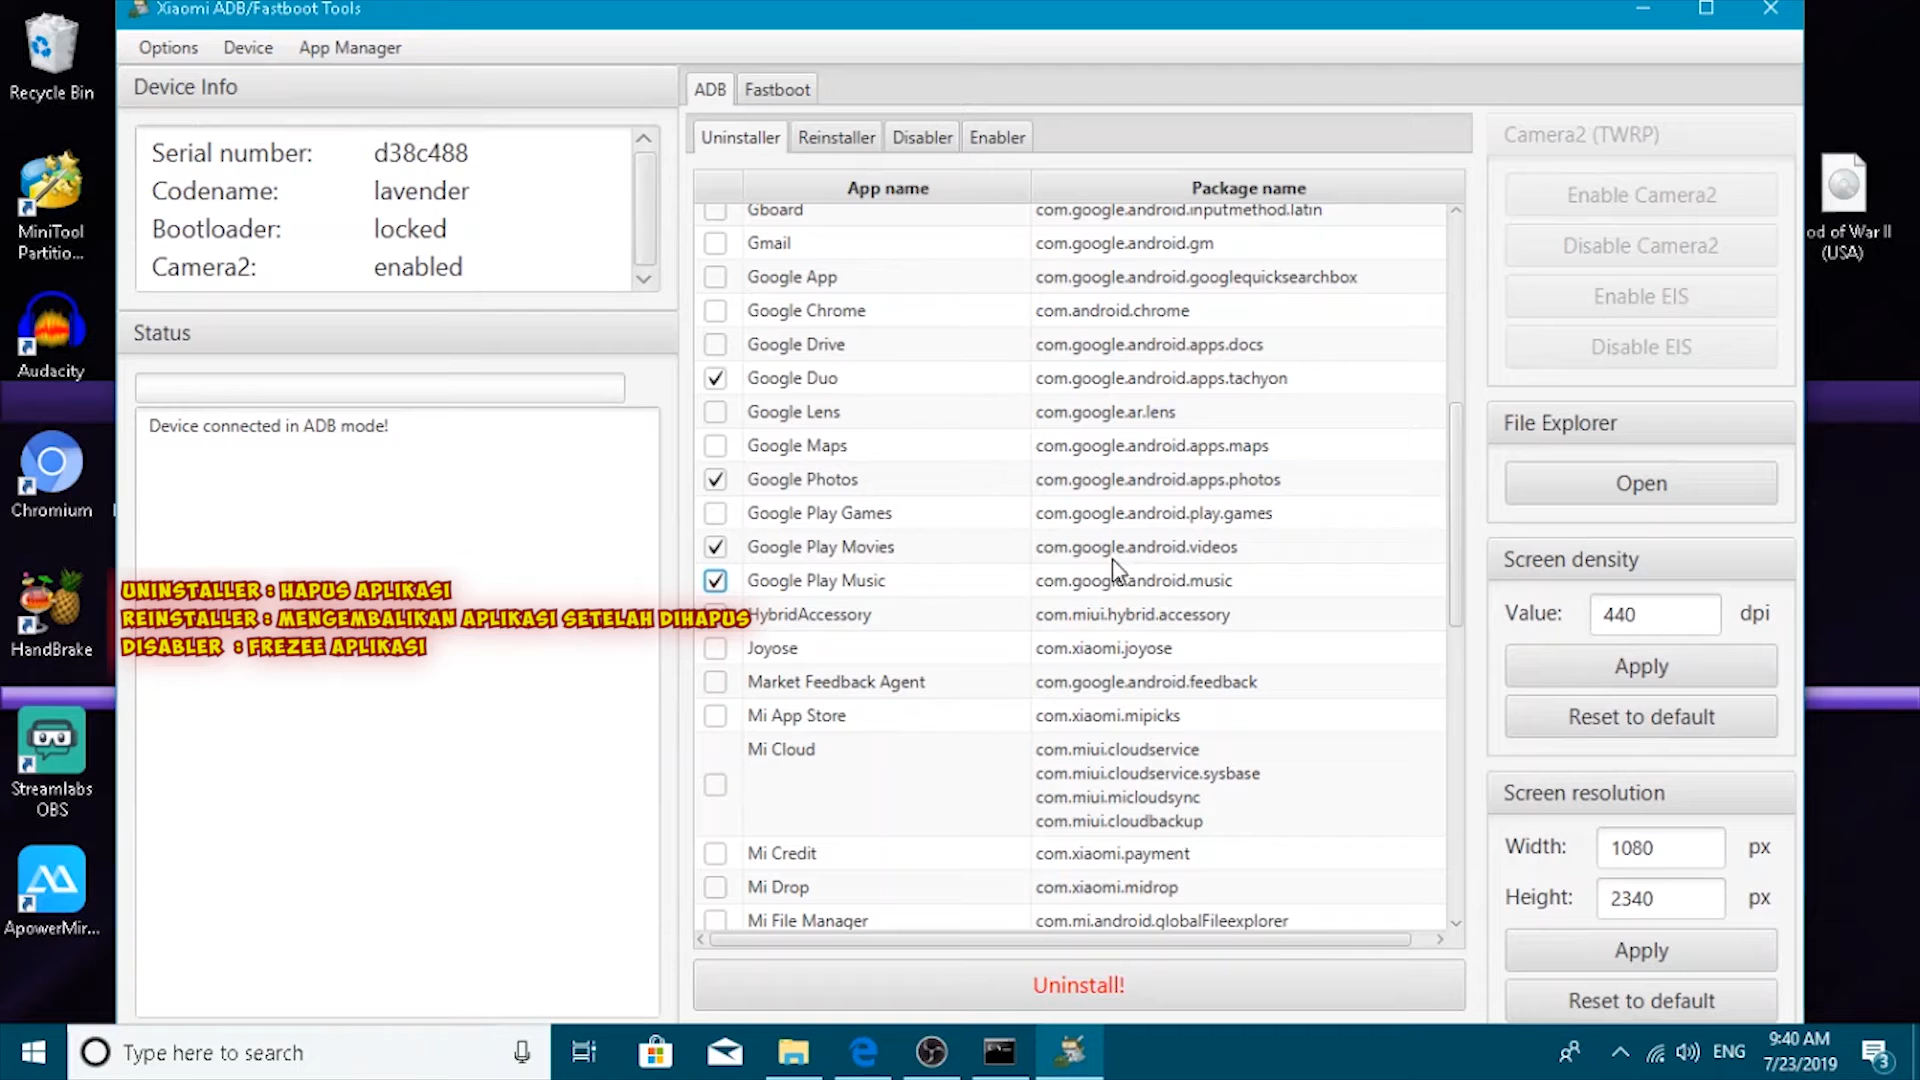 Xiaomi ADB/Fastboot Tools
Options Device App Manager
Device Info
Serial number: d38c488
Codename: lavender
Bootloader: locked
Camera2: enabled
Status
Device connected in ADB mode!
ADB Fastboot
Uninstaller Reinstaller Disabler Enabler
App name Package name
Gboard com.google.android.inputmethod.latin
Gmail com.google.android.gm
Google App com.google.android.googlequicksearchbox
Google Chrome com.android.chrome
Google Drive com.google.android.apps.docs
Google Duo com.google.android.apps.tachyon
Google Lens com.google.ar.lens
Google Maps com.google.android.apps.maps
Google Photos com.google.android.apps.photos
Google Play Games com.google.android.play.games
Google Play Movies com.google.android.videos
Google Play Music com.google.android.music
HybridAccessory com.miui.hybrid.accessory
Joyose com.xiaomi.joyose
Market Feedback Agent com.google.android.feedback
Mi App Store com.xiaomi.mipicks
Mi Cloud com.miui.cloudservice
com.miui.cloudservice.sysbase
com.miui.micloudsync
com.miui.cloudbackup
Mi Credit com.xiaomi.payment
Mi Drop com.xiaomi.midrop
Mi File Manager com.mi.android.globalFileexplorer
Uninstall!
UNINSTALLER : HAPUS APLIKASI
REINSTALLER : MENGEMBALIKAN APLIKASI SETELAH DIHAPUS
DISABLER : FREZEE APLIKASI
Camera2 (TWRP)
Enable Camera2
Disable Camera2
Enable EIS
Disable EIS
File Explorer
Open
Screen density
Value: 440 dpi
Apply
Reset to default
Screen resolution
Width: 1080 px
Height: 2340 px
Apply
Reset to default
Recycle Bin
MiniTool
Partitio...
Audacity
Chromium
HandBrake
Streamlabs
OBS
ApowerMir...
od of War II
(USA)
Type here to search
ENG
9:40 AM
7/23/2019
3